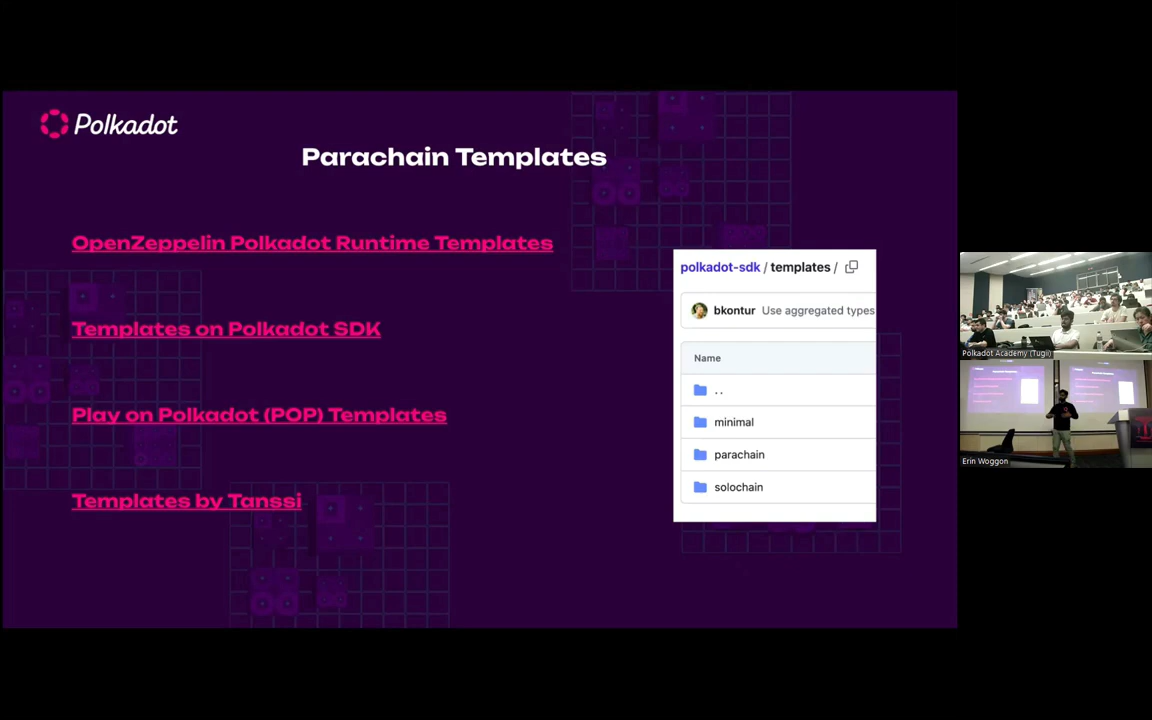 Polkadot
Parachain Templates
OpenZeppelin Polkadot Runtime Templates
Templates on Polkadot SDK
Play on Polkadot (POP) Templates
Templates by Tanssi
polkadot-sdk / templates /
bkontur Use aggregated types
Name
..
minimal
parachain
solochain
Polkadot Academy (Tugii)
Erin Woggon